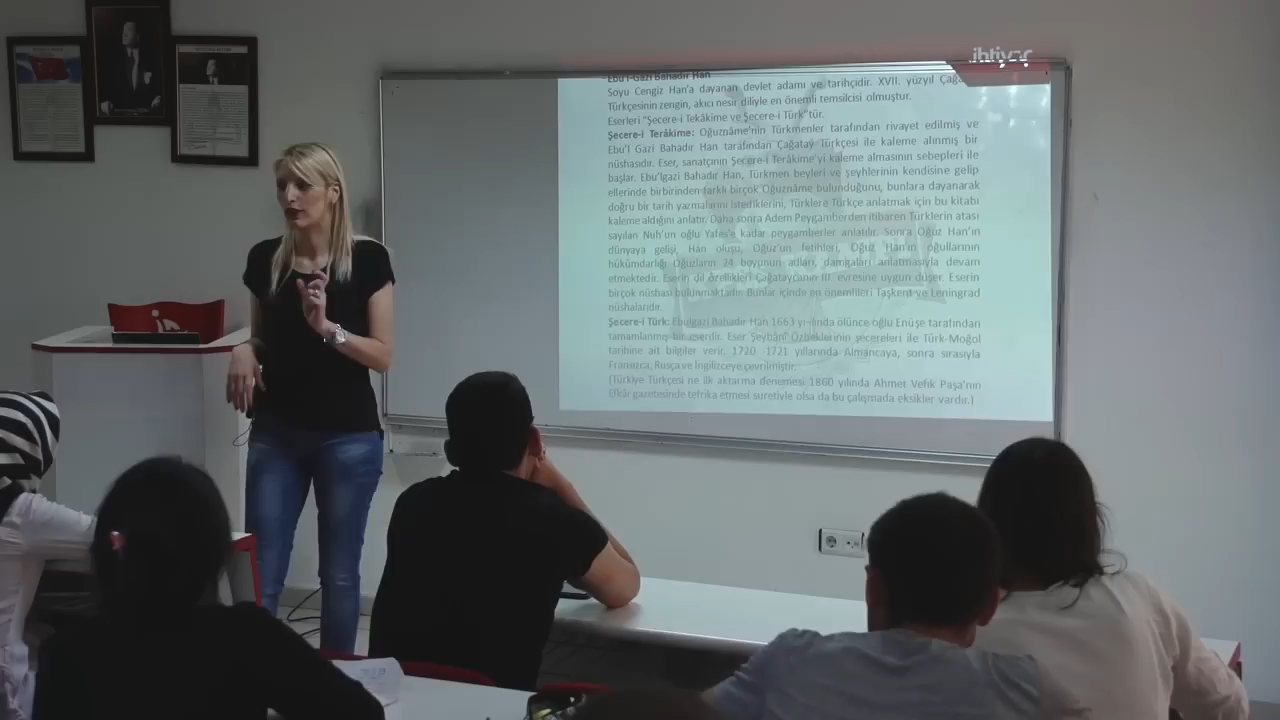 ihtiyaç
Ebu'l-Gazi Bahadır Han
Soyu Cengiz Han'a dayanan devlet adamı ve tarihçidir. XVII. yüzyıl
Türkçesinin zengin, akıcı nesir diliyle en önemli temsilcisi olmuştur.
Eserleri "Şecere-i Tekâkime ve Şecere-i Türk"tür.
Şecere-i Terâkime: Oğuznâme'nin Türkmenler tarafından rivayet edilmiş ve
Ebu'l Gazi Bahadır Han tarafından Çağatay Türkçesi ile kaleme alınmış bir
nüshasıdır. Eser, sanatçının Şecere-i Terâkime'yi kaleme almasının sebepleri ile
başlar. Ebu'lgazi Bahadır Han, Türkmen beyleri ve şeyhlerinin kendisine gelip
ellerinde birbirinden farklı birçok Oğuznâme bulunduğunu, bunlara dayanarak
doğru bir tarih yazmalarını istediklerini, Türklere Türkçe anlatmak için bu kitabı
kaleme aldığını anlatır. Daha sonra Adem Peygamberden itibaren Türklerin atası
sayılan Nuh'un oğlu Yafes'e kadar peygamberler anlatılır. Sonra Oğuz Han'ın
dünyaya gelişi, Han oluşu, Oğuz'un fetihleri, Oğuz Han'ın oğullarının
hükümdarlığı Oğuzların 24 boyunun adları, damgaları anlatmasıyla devam
etmektedir. Eserin dil özellikleri Çağataycanın III. evresine uygun düşer. Eserin
birçok nüshası bulunmaktadır. Bunlar içinde en önemlileri Taşkent ve Leningrad
nüshalarıdır.
Şecere-i Türk: Ebulgazi Bahadır Han 1663 yı-lında ölünce oğlu Enüşe tarafından
tamamlanmış bir eserdir. Eser Şeybânî Özbeklerinin şecereleri ile Türk-Moğol
tarihine ait bilgiler verir. 1720 1721 yıllarında Almancaya, sonra sırasıyla
Fransızca, Rusça ve İngilizceye çevrilmiştir.
(Türkiye Türkçesi ne ilk aktarma denemesi 1860 yılında Ahmet Vefik Paşa'nın
Efkâr gazetesinde tefrika etmesi suretiyle olsa da bu çalışmada eksikler vardır.)